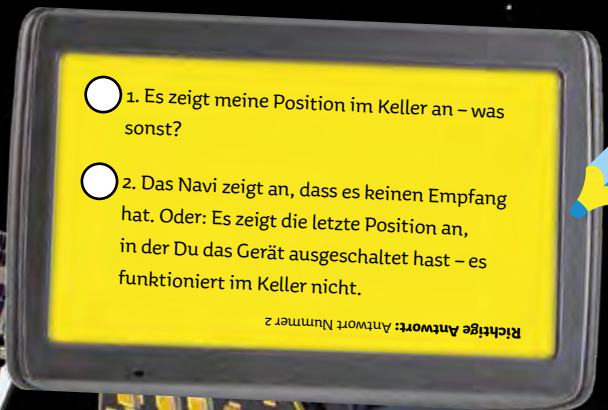 1. Es zeigt meine Position im Keller an – was
sonst?
2. Das Navi zeigt an, dass es keinen Empfang
hat. Oder: Es zeigt die letzte Position an,
in der Du das Gerät ausgeschaltet hast – es
funktioniert im Keller nicht.
Richtige Antwort: Antwort Nummer 2